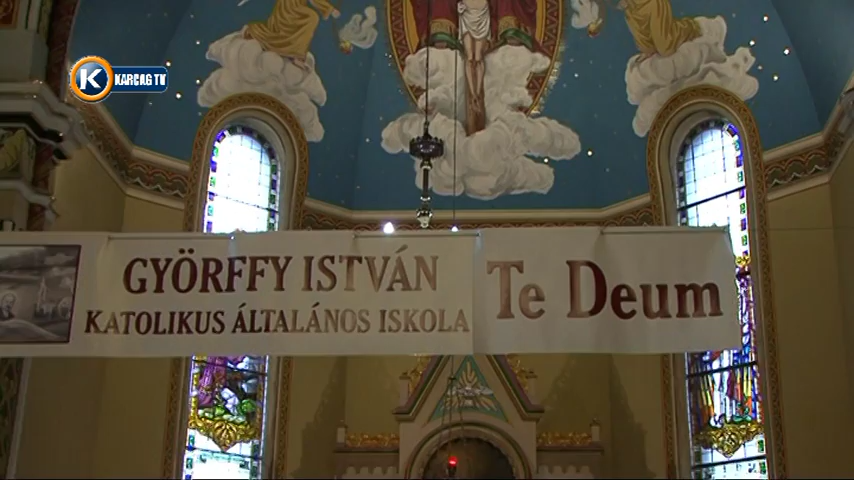 K KARCAG TV
GYÖRFFY ISTVÁN
KATOLIKUS ÁLTALÁNOS ISKOLA
Te Deum